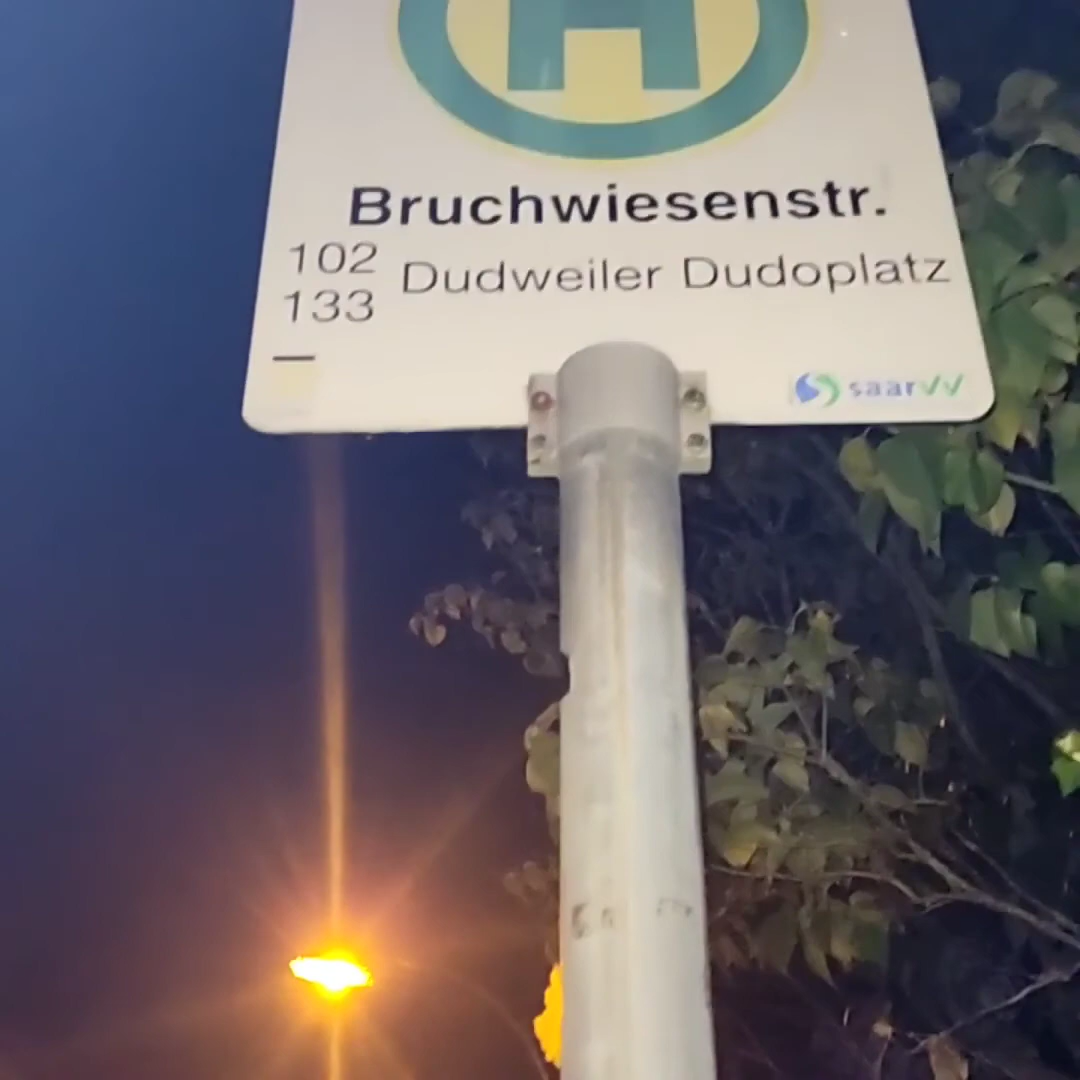 H
Bruchwiesenstr.
102
133
Dudweiler Dudoplatz
saarVV